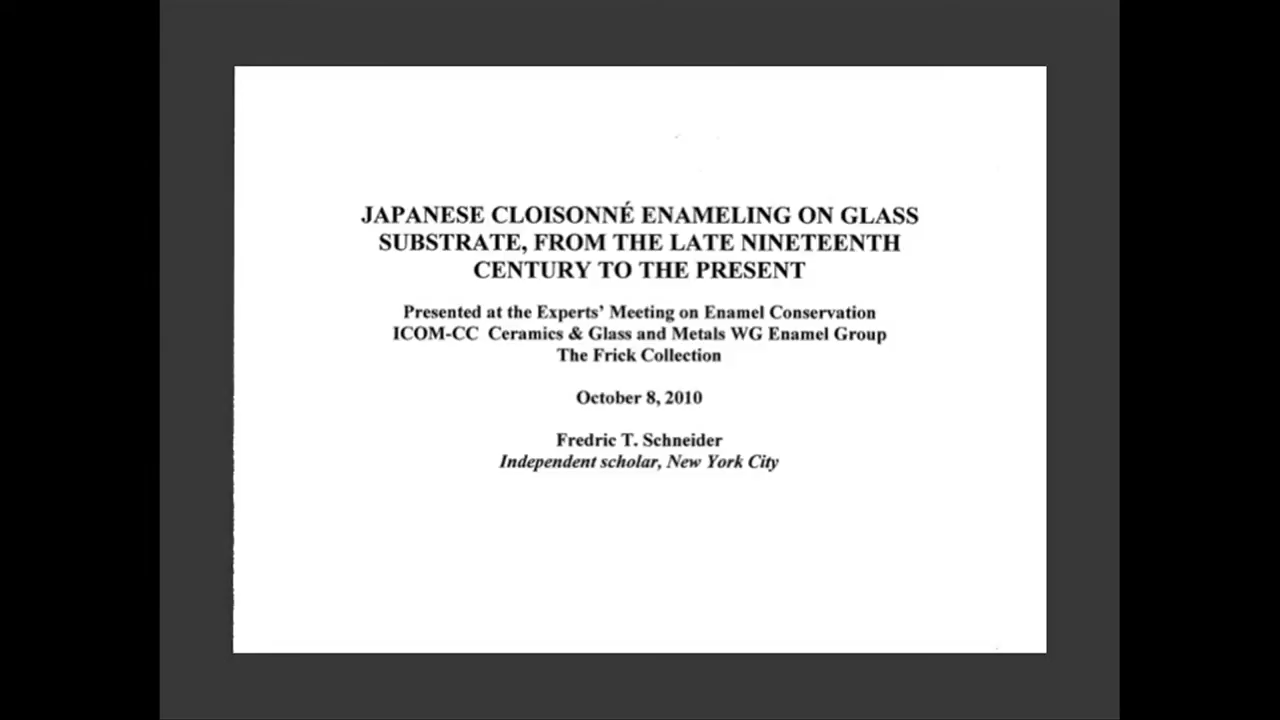 JAPANESE CLOISONNÉ ENAMELING ON GLASS
SUBSTRATE, FROM THE LATE NINETEENTH
CENTURY TO THE PRESENT
Presented at the Experts' Meeting on Enamel Conservation
ICOM-CC Ceramics & Glass and Metals WG Enamel Group
The Frick Collection
October 8, 2010
Fredric T. Schneider
Independent scholar, New York City